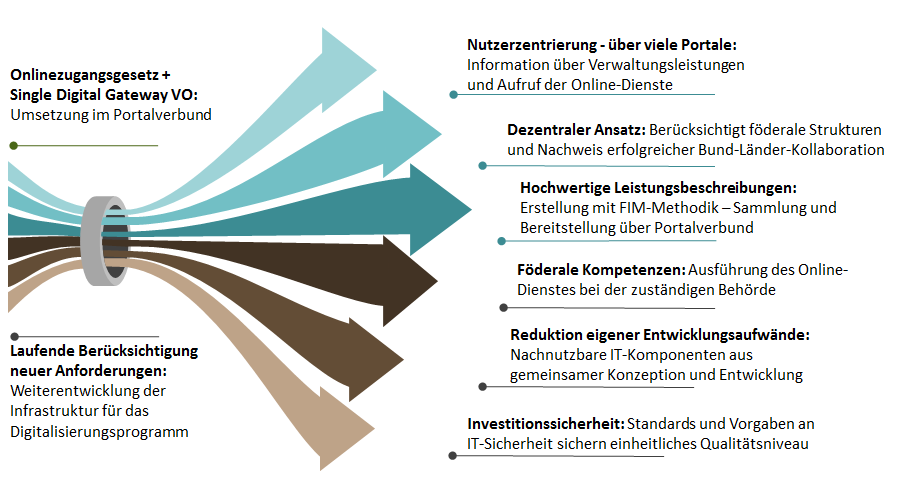 Onlinezugangsgesetz +
Single Digital Gateway VO:
Umsetzung im Portalverbund
Laufende Berücksichtigung
neuer Anforderungen:
Weiterentwicklung der
Infrastruktur für das
Digitalisierungsprogramm
Nutzerzentrierung - über viele Portale:
Information über Verwaltungsleistungen
und Aufruf der Online-Dienste
Dezentraler Ansatz: Berücksichtigt föderale Strukturen
und Nachweis erfolgreicher Bund-Länder-Kollaboration
Hochwertige Leistungsbeschreibungen:
Erstellung mit FIM-Methodik – Sammlung und
Bereitstellung über Portalverbund
Föderale Kompetenzen: Ausführung des Online-
Dienstes bei der zuständigen Behörde
Reduktion eigener Entwicklungsaufwände:
Nachnutzbare IT-Komponenten aus
gemeinsamer Konzeption und Entwicklung
Investitionssicherheit: Standards und Vorgaben an
IT-Sicherheit sichern einheitliches Qualitätsniveau